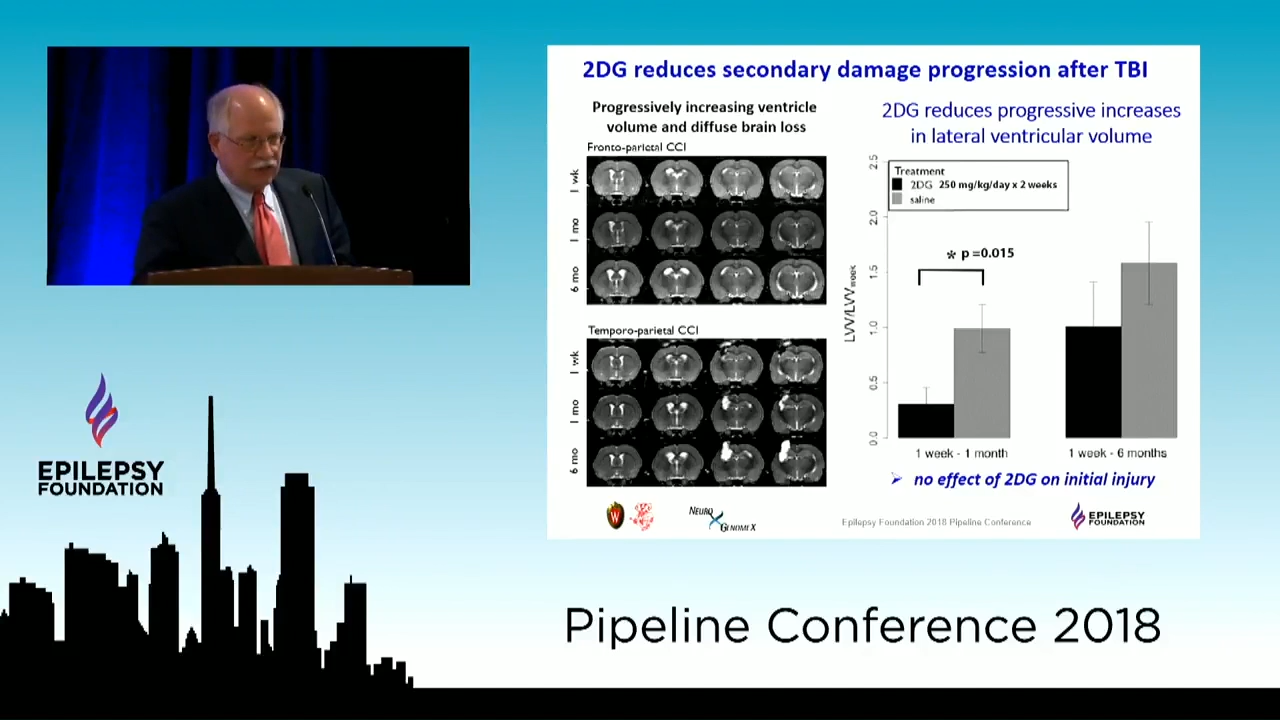 2DG reduces secondary damage progression after TBI
Progressively increasing ventricle
volume and diffuse brain loss
Fronto-parietal CCI
1 wk
1 mo
6 mo
Temporo-parietal CCI
1 wk
1 mo
6 mo
2DG reduces progressive increases
in lateral ventricular volume
Treatment
2DG 250 mg/kg/day x 2 weeks
saline
* p =0.015
LVV/LVVweek
2.5
2.0
1.5
1.0
0.5
0.0
1 week - 1 month
1 week - 6 months
➢ no effect of 2DG on initial injury
W
NEURO
GENOMEX
Epilepsy Foundation 2018 Pipeline Conference
EPILEPSY
FOUNDATION
EPILEPSY
FOUNDATION
Pipeline Conference 2018